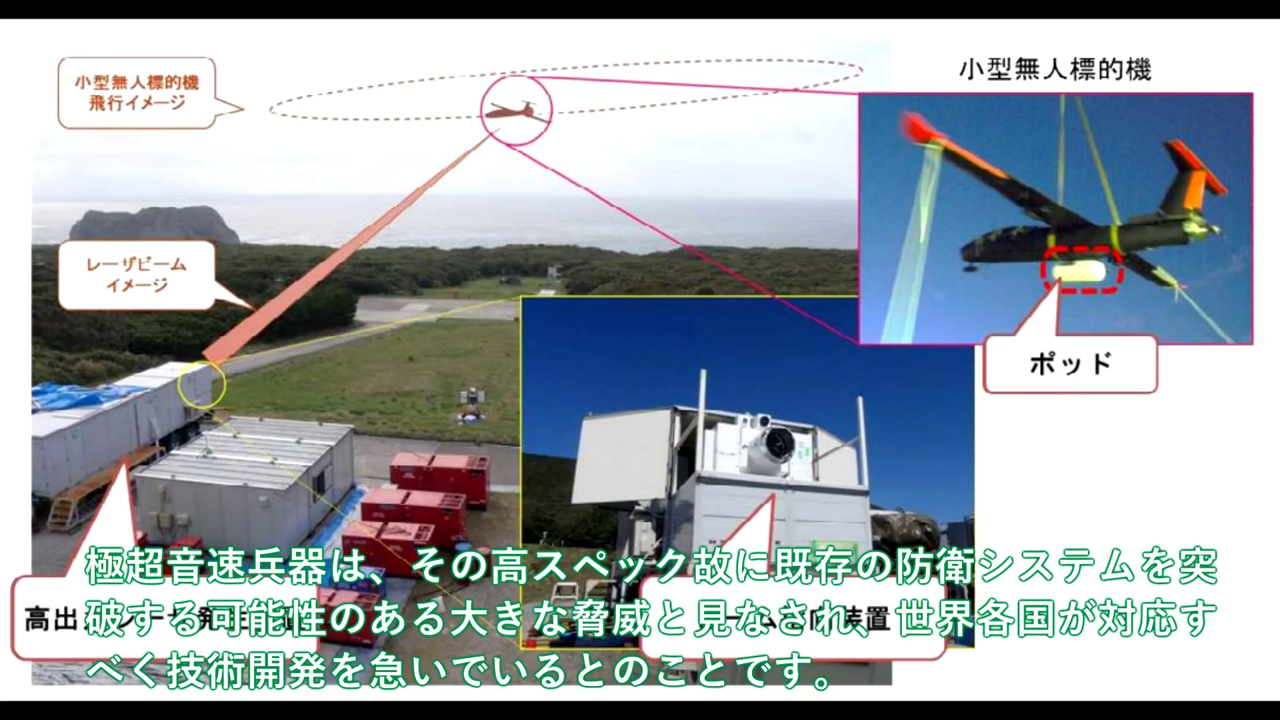 小型無人標的機
小型無人標的機
飛行イメージ
レーザビーム
イメージ
ポッド
極超音速兵器は、その高スペック故に既存の防衛システムを突
破する可能性のある大きな脅威と見なされ、世界各国が対応す
べく技術開発を急いでいるとのことです。
高出
装置